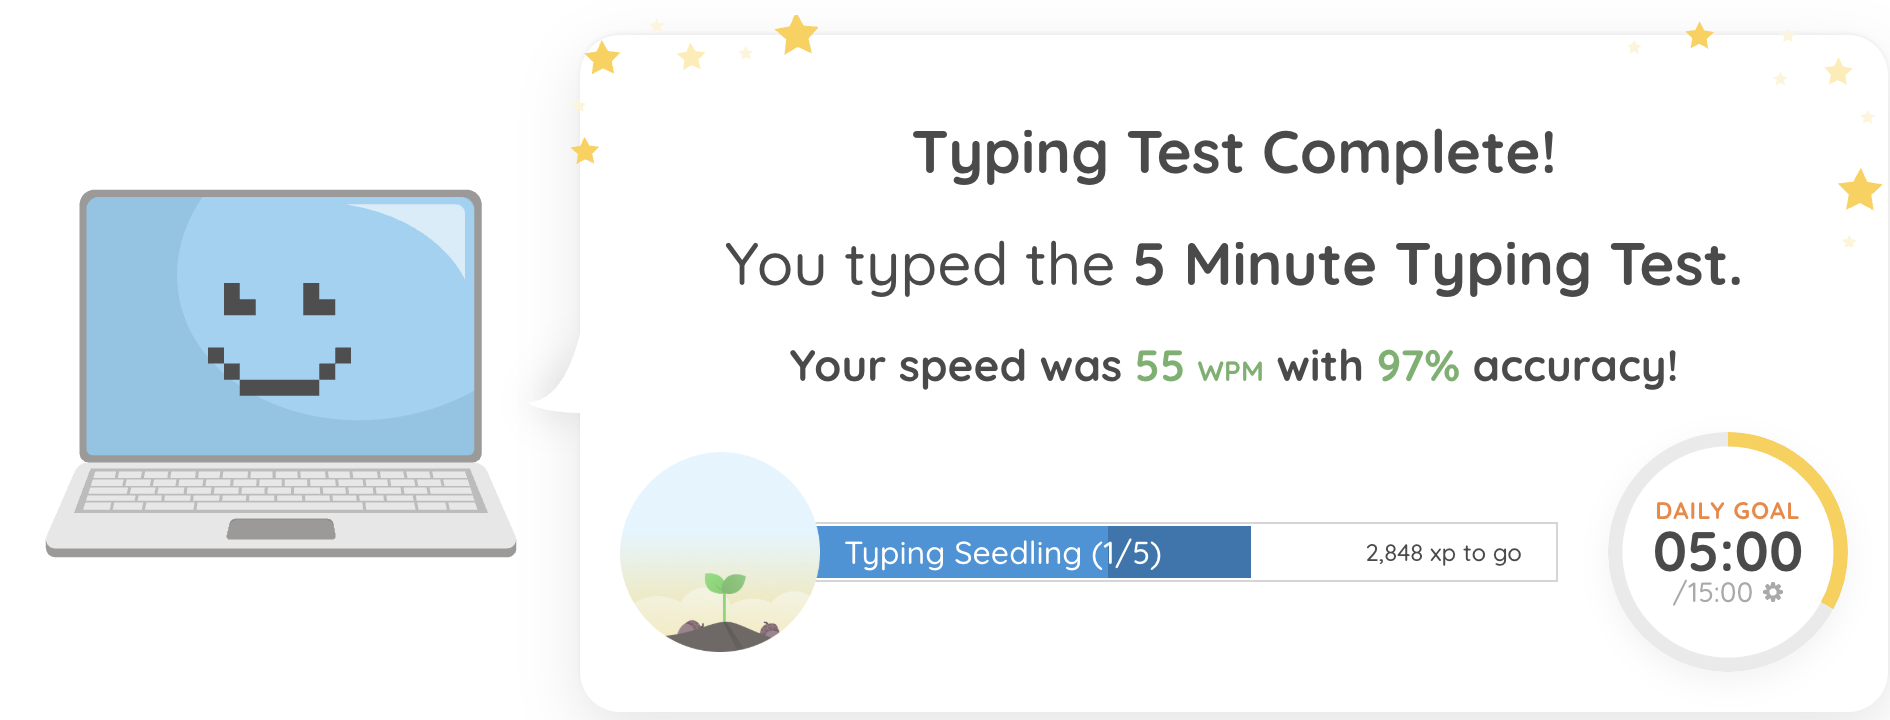 Typing Test Complete!
You typed the 5 Minute Typing Test.
Your speed was 55 WPM with 97% accuracy!
Typing Seedling (1/5)
2,848 xp to go
DAILY GOAL
05:00
/15:00